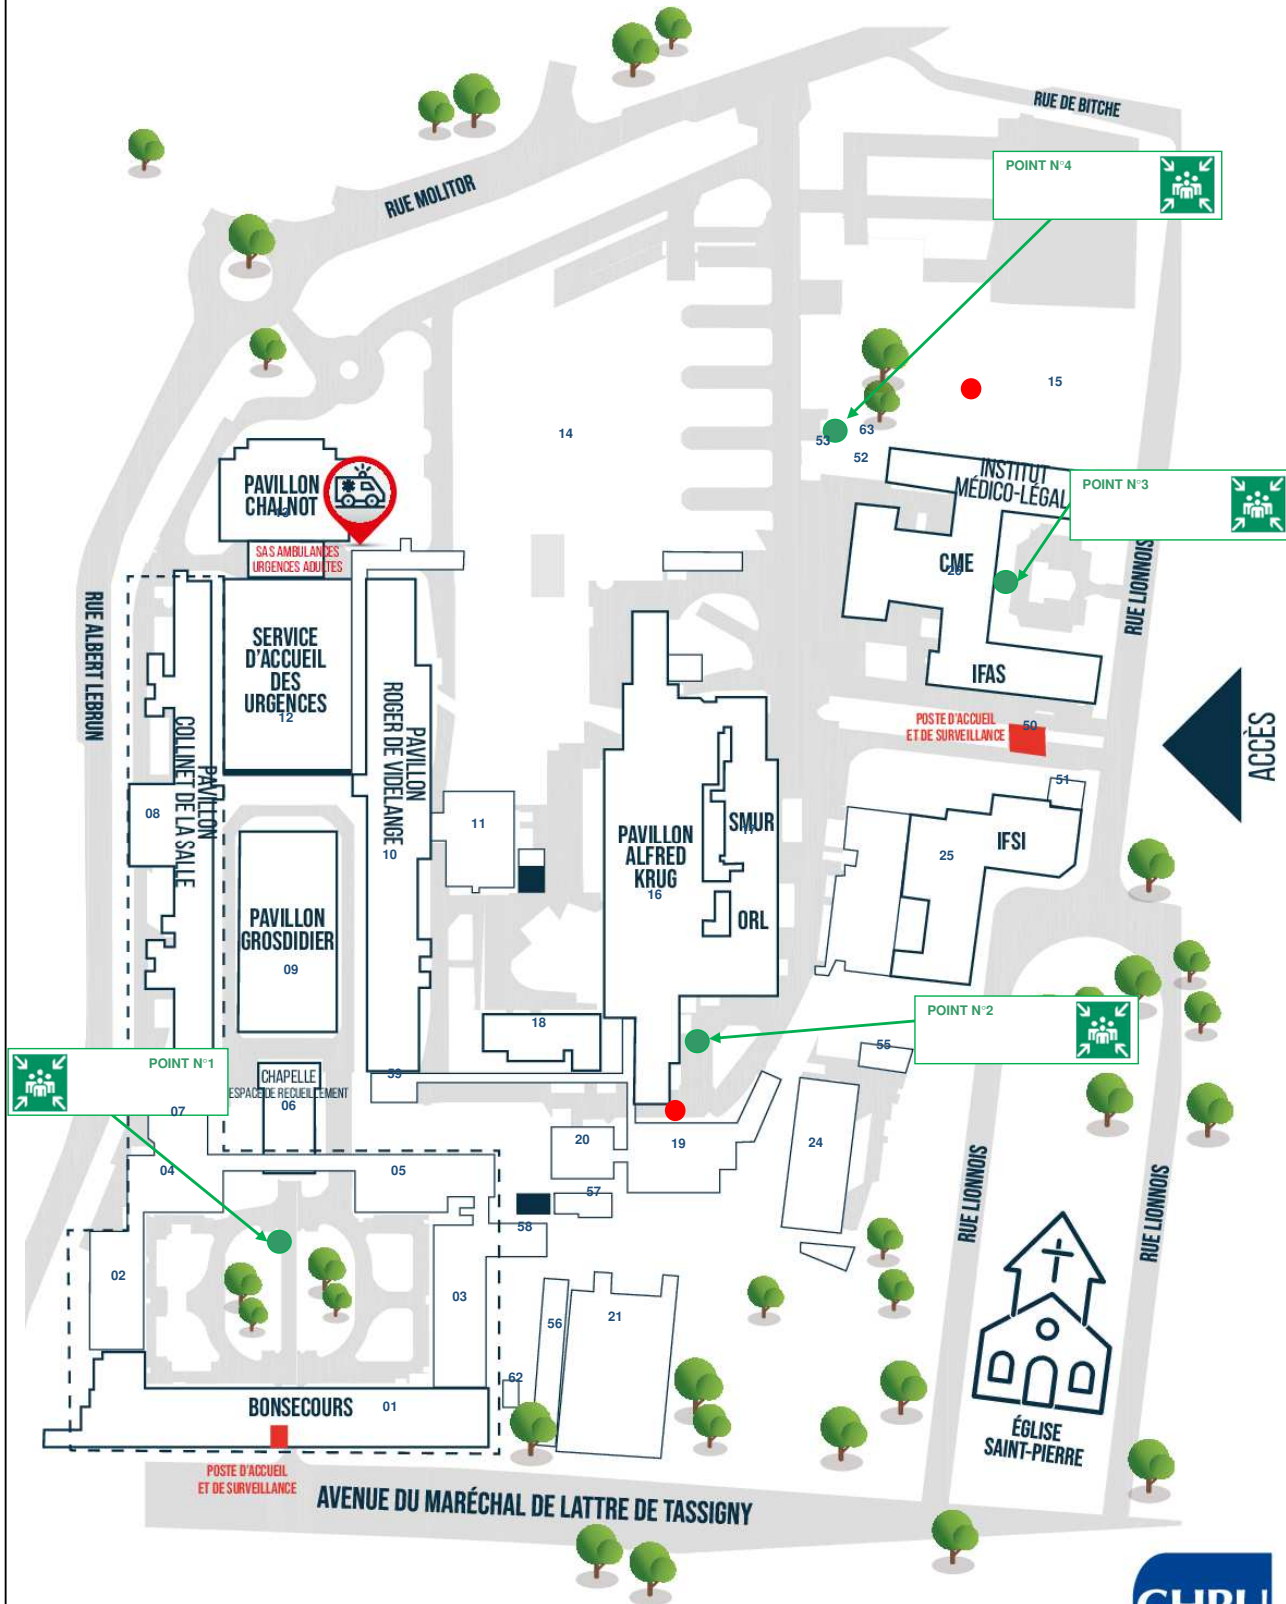 RUE DE BITCHE
POINT N°4
RUE MOLITOR
15
14
63
53
52
INSTITUT
MÉDICO-LÉGAL
POINT N°3
PAVILLON
CHALNOT
13
SAS AMBULANCES
URGENCES ADULTES
CME
RUE LIONNOIS
RUE ALBERT LEBRUN
SERVICE
D'ACCUEIL
DES
URGENCES
12
IFAS
POSTE D'ACCUEIL
ET DE SURVEILLANCE
50
ACCÈS
PAVILLON
COLLINET DE LA SALLE
PAVILLON
ROGER DE VIDELANGE
51
08
11
10
PAVILLON
ALFRED
KRUG
16
SMUR
17
ORL
25
IFSI
PAVILLON
GROSDIDIER
09
POINT N°2
18
55
POINT N°1
CHAPELLE
ESPACE DE RECUEILLEMENT
06
59
07
20
19
24
04
05
57
58
RUE LIONNOIS
RUE LIONNOIS
02
03
56
21
62
BONSECOURS
01
ÉGLISE
SAINT-PIERRE
POSTE D'ACCUEIL
ET DE SURVEILLANCE
AVENUE DU MARÉCHAL DE LATTRE DE TASSIGNY
CHRU